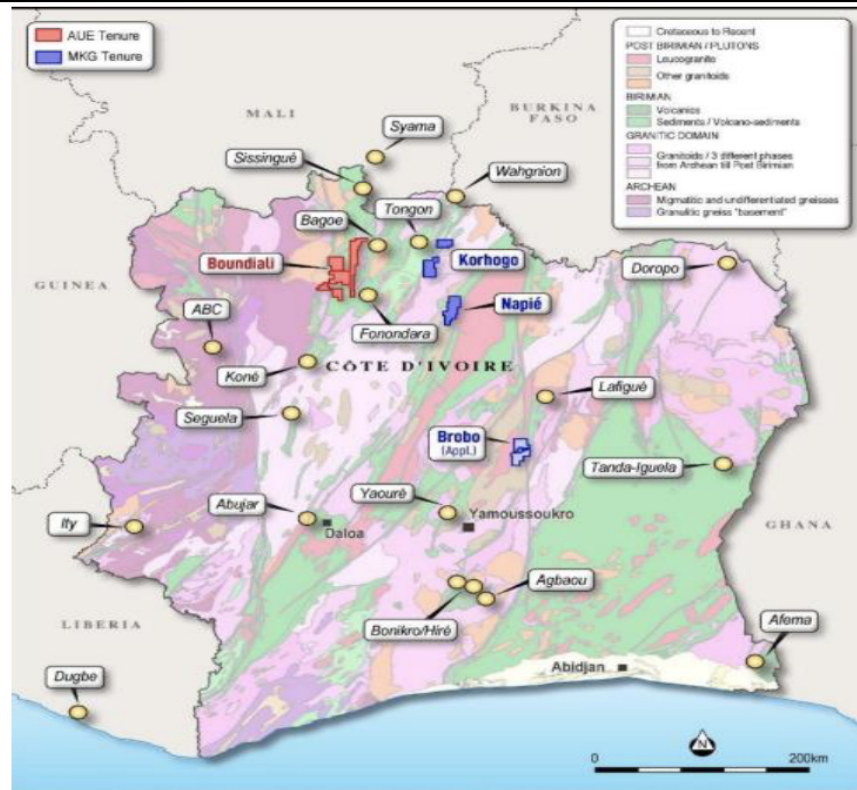 AUE Tenure
MKG Tenure
Cretaceous to Recent
POST BIRIMIAN / PLUTONS
Leucogranite
Other granitoids
BIRIMIAN
Volcanics
Sediments / Volcano-sediments
GRANITIC DOMAIN
Granitoids / 3 different phases
from Archean till Post Birimian
ARCHEAN
Migmatitic and undifferentiated gneisses
Granulitic gneiss "basement"
MALI
BURKINA
FASO
Syama
Sissingué
Wahgnion
Tongon
Bagoe
Boundiali
Korhogo
Doropo
GUINEA
Napié
ABC
Fonondara
CÔTE D'IVOIRE
Koné
Lafigué
Seguela
Brobo
(Appl.)
Tanda-Iguela
Abujar
Yaourè
Ity
Daloa
Yamoussoukro
GHANA
Agbaou
Bonikro/Hiré
LIBERIA
Afema
Abidjan
Dugbe
N
0
200km